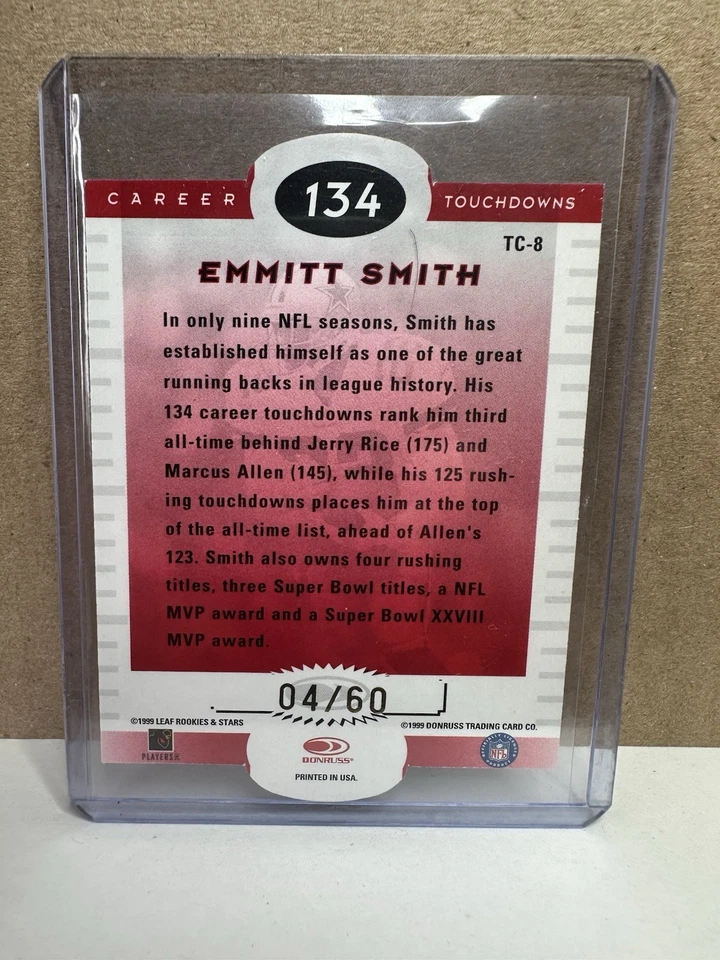 CAREER 134 TOUCHDOWNS
TC-8
EMMITT SMITH
In only nine NFL seasons, Smith has
established himself as one of the great
running backs in league history. His
134 career touchdowns rank him third
all-time behind Jerry Rice (175) and
Marcus Allen (145), while his 125 rush-
ing touchdowns places him at the top
of the all-time list, ahead of Allen's
123. Smith also owns four rushing
titles, three Super Bowl titles, a NFL
MVP award and a Super Bowl XXVIII
MVP award.
04/60
©1999 LEAF ROOKIES & STARS
©1999 DONRUSS TRADING CARD CO.
PLAYERS
DONRUSS
NFL
PRINTED IN USA.